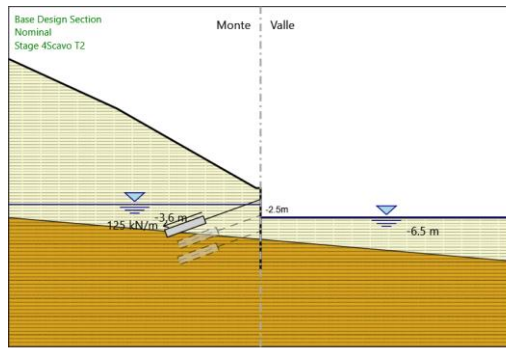 Base Design Section
Nominal
Stage 4Scavo T2
Monte
Valle
-3.6 m
-2.5m
125 kN/m
-6.5 m